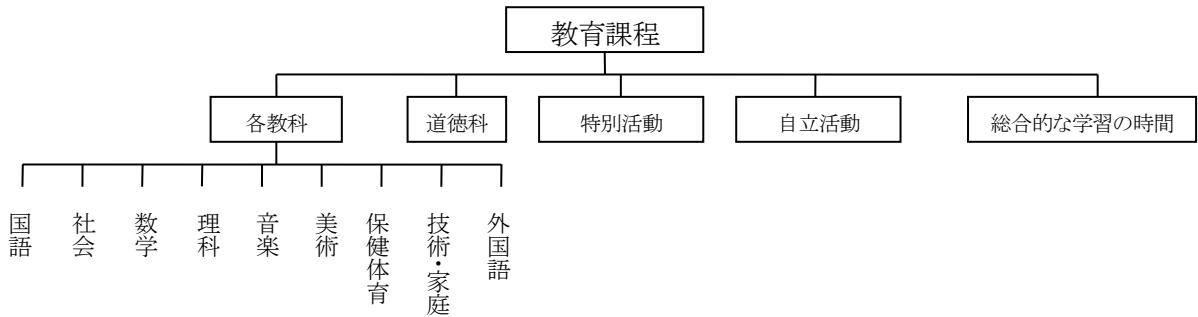 教育課程
各教科
道徳科
特別活動
自立活動
総合的な学習の時間
国語
社会
数学
理科
音楽
美術
保健体育
技術・家庭
外国語